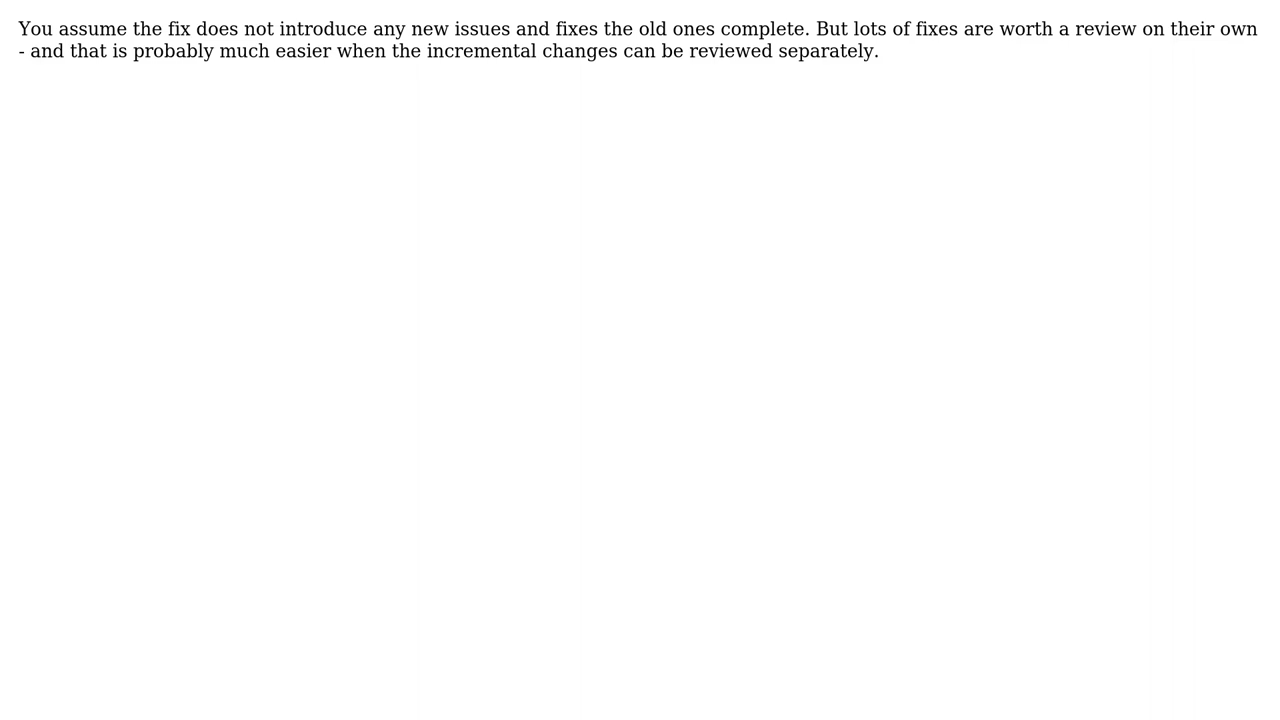 You assume the fix does not introduce any new issues and fixes the old ones complete. But lots of fixes are worth a review on their own
- and that is probably much easier when the incremental changes can be reviewed separately.